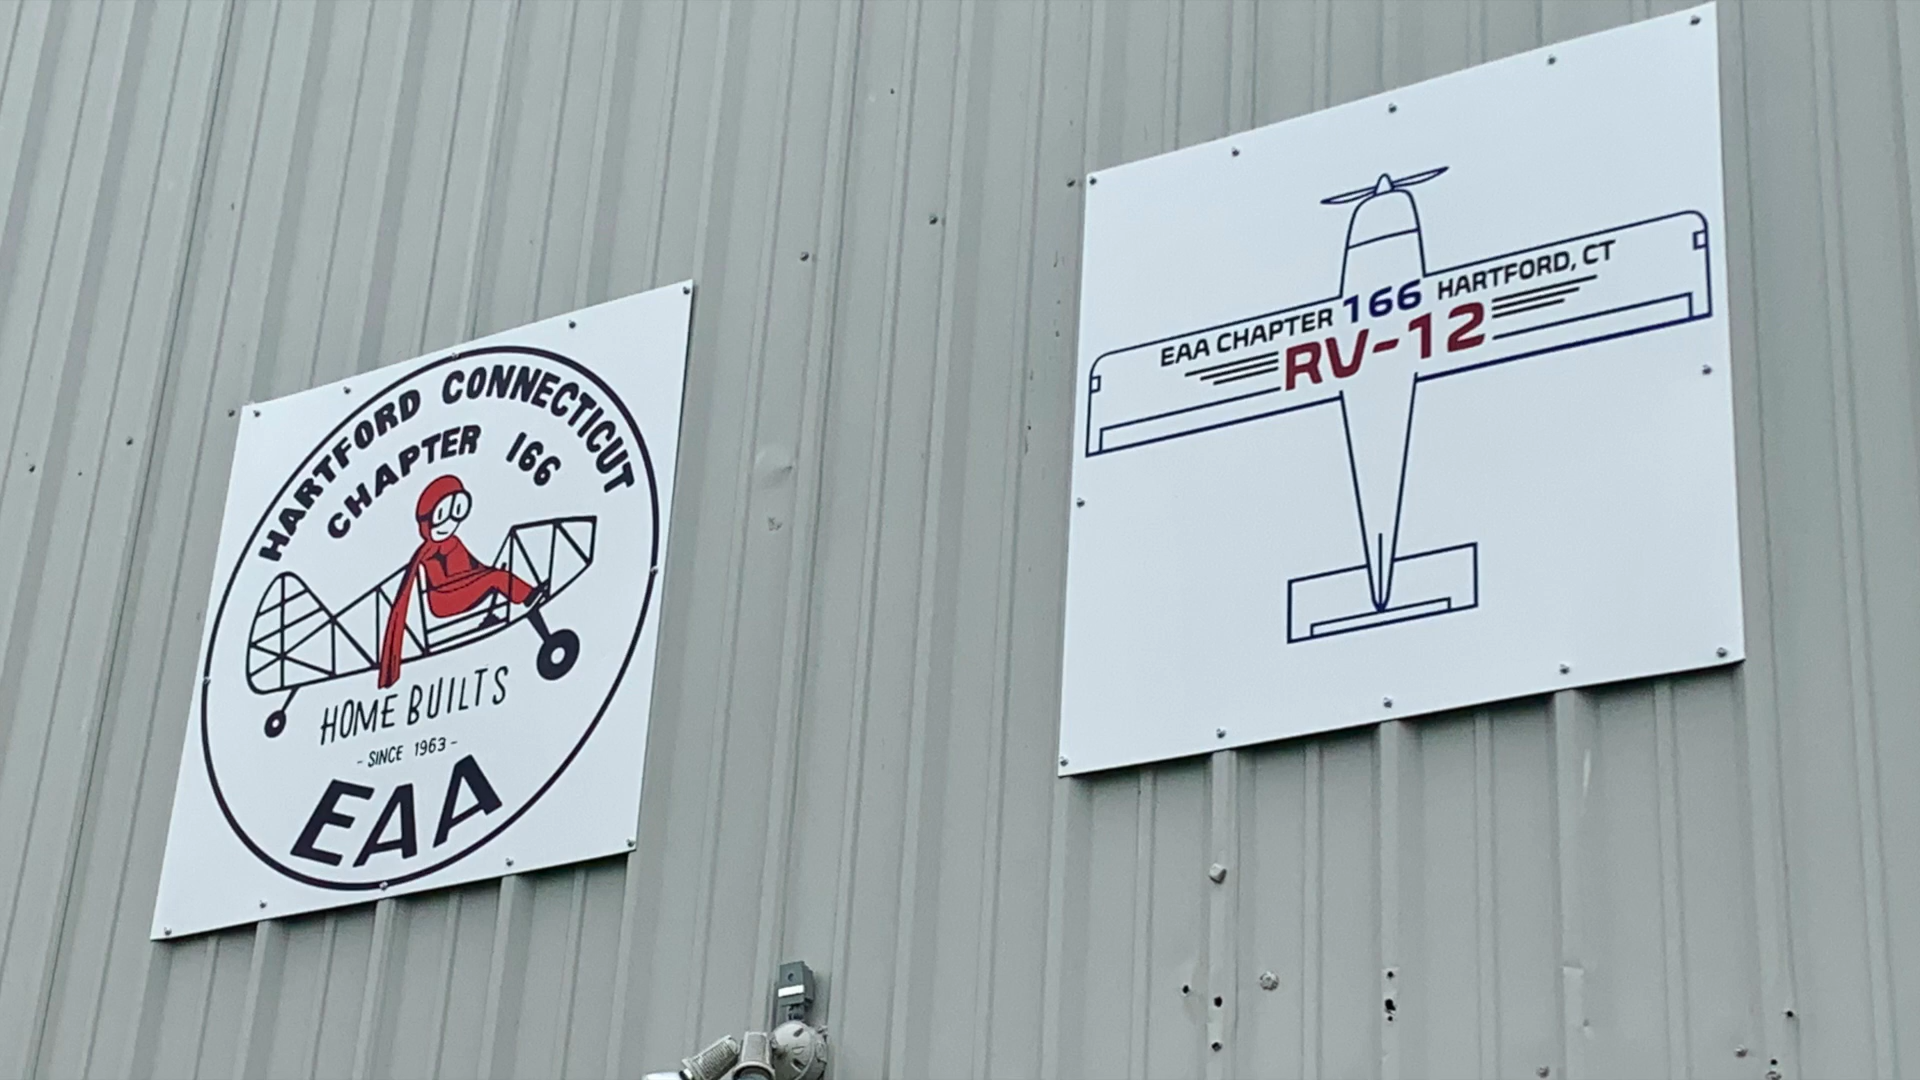 HARTFORD CONNECTICUT
CHAPTER 166
HOME BUILTS
- SINCE 1963 -
EAA
EAA CHAPTER 166 HARTFORD, CT
RV-12